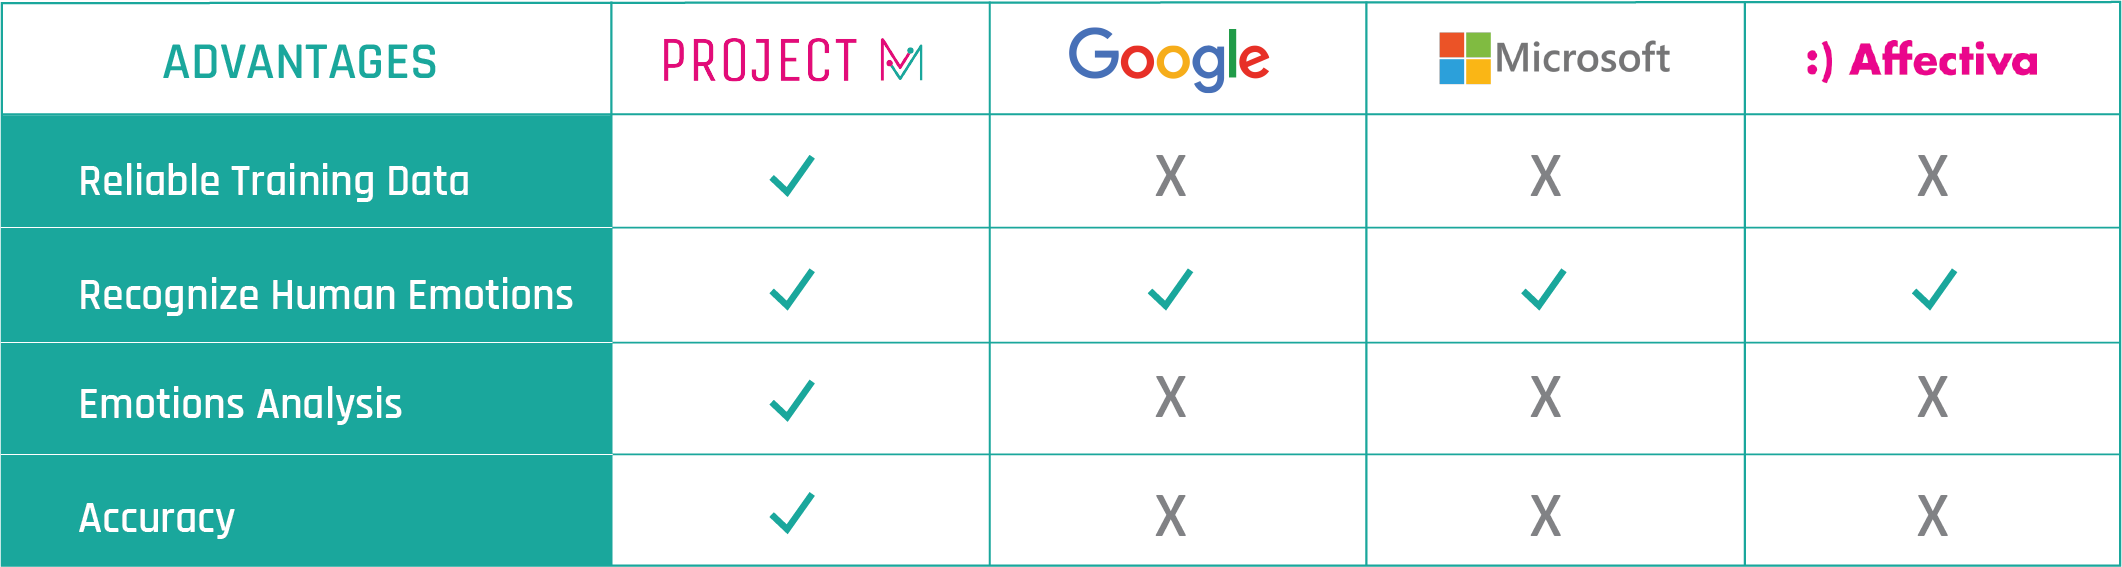 ADVANTAGES PROJECT M Google Microsoft :) Affectiva
Reliable Training Data ✓ X X X
Recognize Human Emotions ✓ ✓ ✓ ✓
Emotions Analysis ✓ X X X
Accuracy ✓ X X X